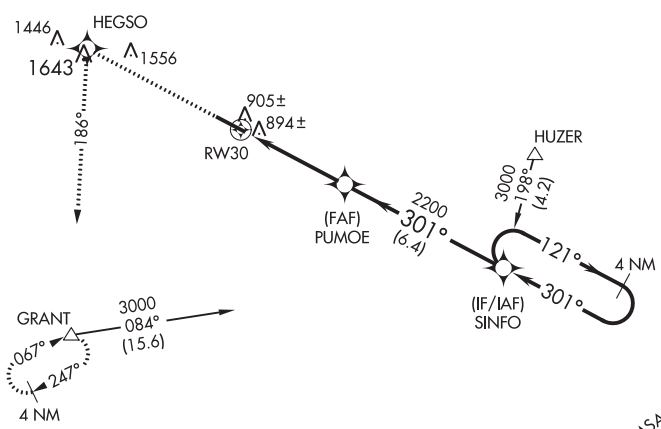 HEGSO
1446
1643
1556
186°
905±
894±
RW30
HUZER
3000
198°
(4.2)
2200
301°
(6.4)
(FAF)
PUMOE
121°
4 NM
301°
(IF/IAF)
SINFO
GRANT
3000
084°
(15.6)
067°
247°
4 NM
MSA